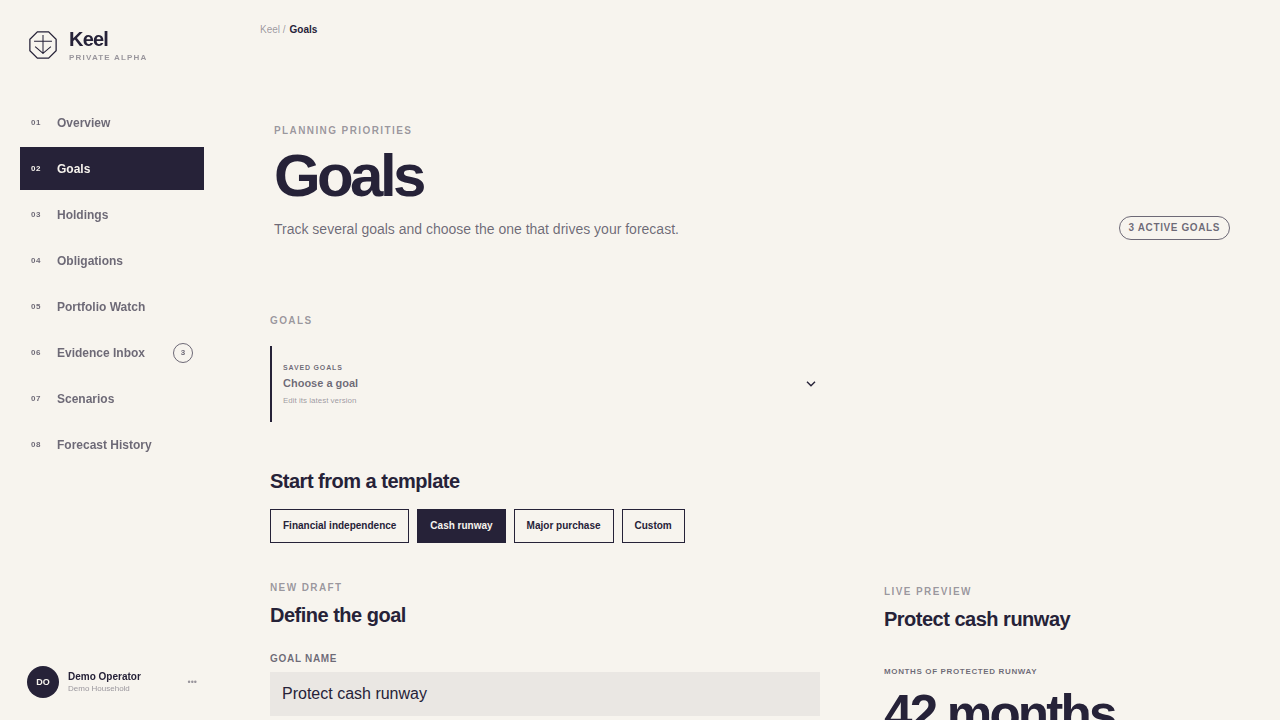 Keel
PRIVATE ALPHA
Keel / Goals
01 Overview
02 Goals
03 Holdings
04 Obligations
05 Portfolio Watch
06 Evidence Inbox 3
07 Scenarios
08 Forecast History
DO
Demo Operator
Demo Household
PLANNING PRIORITIES
Goals
Track several goals and choose the one that drives your forecast.
3 ACTIVE GOALS
GOALS
SAVED GOALS
Choose a goal
Edit its latest version
Start from a template
Financial independence Cash runway Major purchase Custom
NEW DRAFT
Define the goal
GOAL NAME
Protect cash runway
LIVE PREVIEW
Protect cash runway
MONTHS OF PROTECTED RUNWAY
42 months